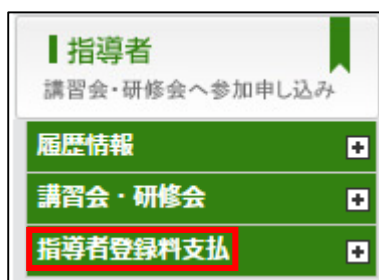 指導者
講習会・研修会へ参加申し込み
履歴情報
講習会・研修会
指導者登録料支払